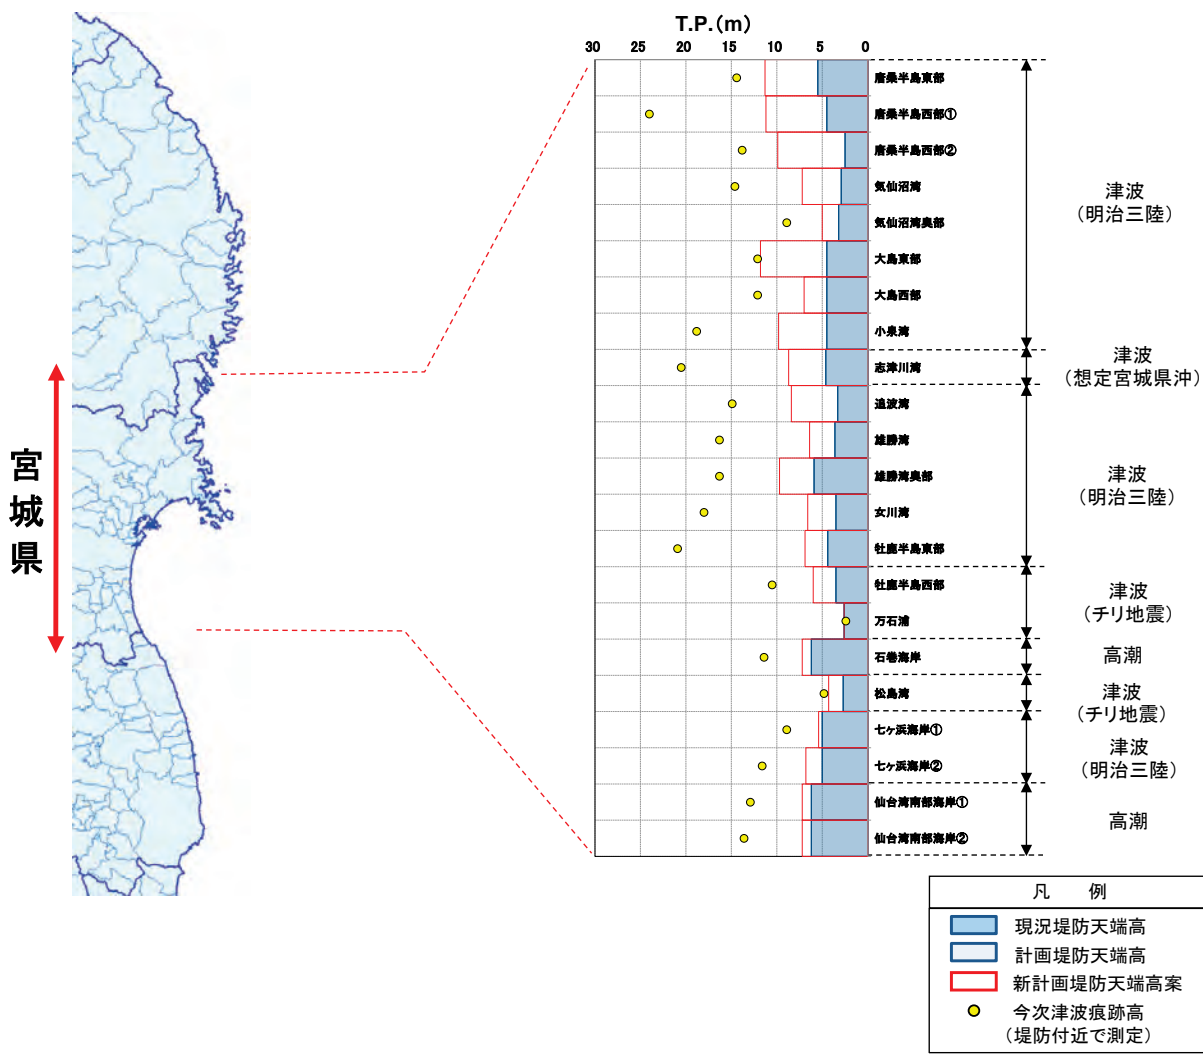 T.P.(m)
30 25 20 15 10 5 0
唐桑半島東部
唐桑半島西部①
唐桑半島西部②
気仙沼湾
気仙沼湾奥部
大島東部
大島西部
小泉湾
志津川湾
追波湾
雄勝湾
雄勝湾奥部
女川湾
牡鹿半島東部
牡鹿半島西部
万石浦
石巻海岸
松島湾
七ヶ浜海岸①
七ヶ浜海岸②
仙台湾南部海岸①
仙台湾南部海岸②
津波
(明治三陸)
津波
(想定宮城県沖)
津波
(明治三陸)
津波
(チリ地震)
高潮
津波
(チリ地震)
津波
(明治三陸)
高潮
宮城県
凡 例
現況堤防天端高
計画堤防天端高
新計画堤防天端高案
今次津波痕跡高
(堤防付近で測定)